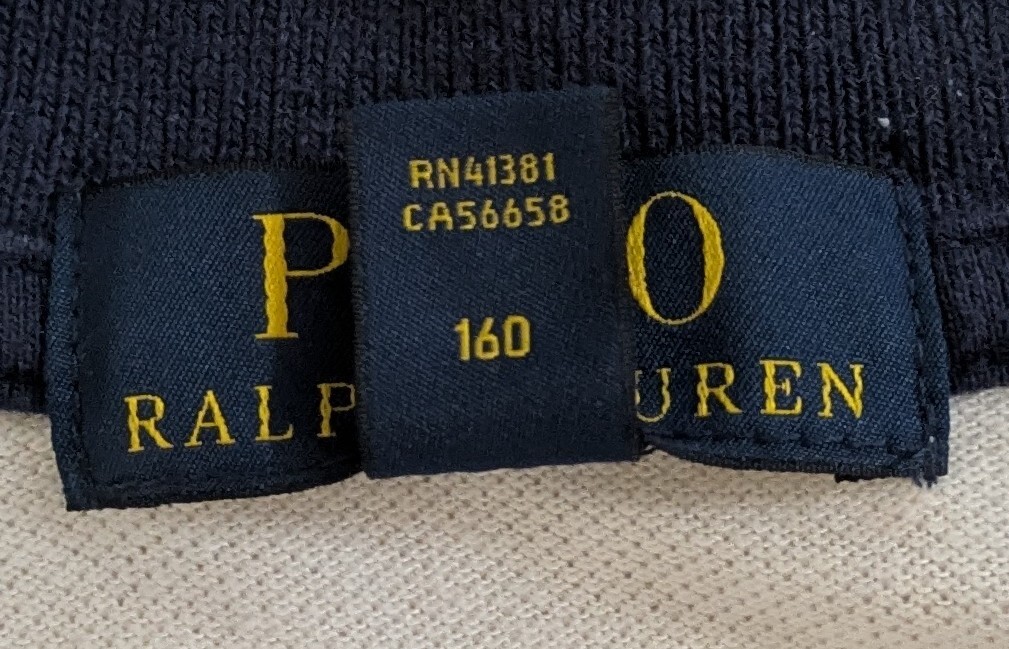 RN41381
CA56658
160
P O
RALP UREN